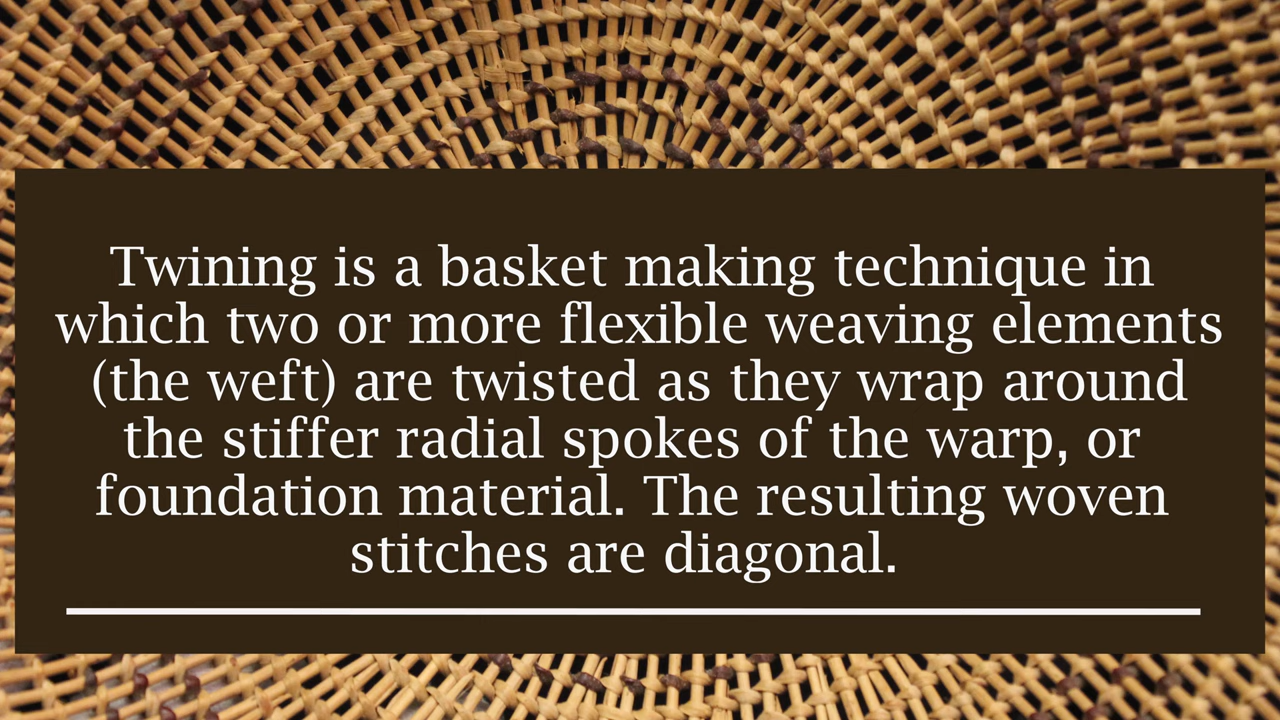 Twining is a basket making technique in
which two or more flexible weaving elements
(the weft) are twisted as they wrap around
the stiffer radial spokes of the warp, or
foundation material. The resulting woven
stitches are diagonal.